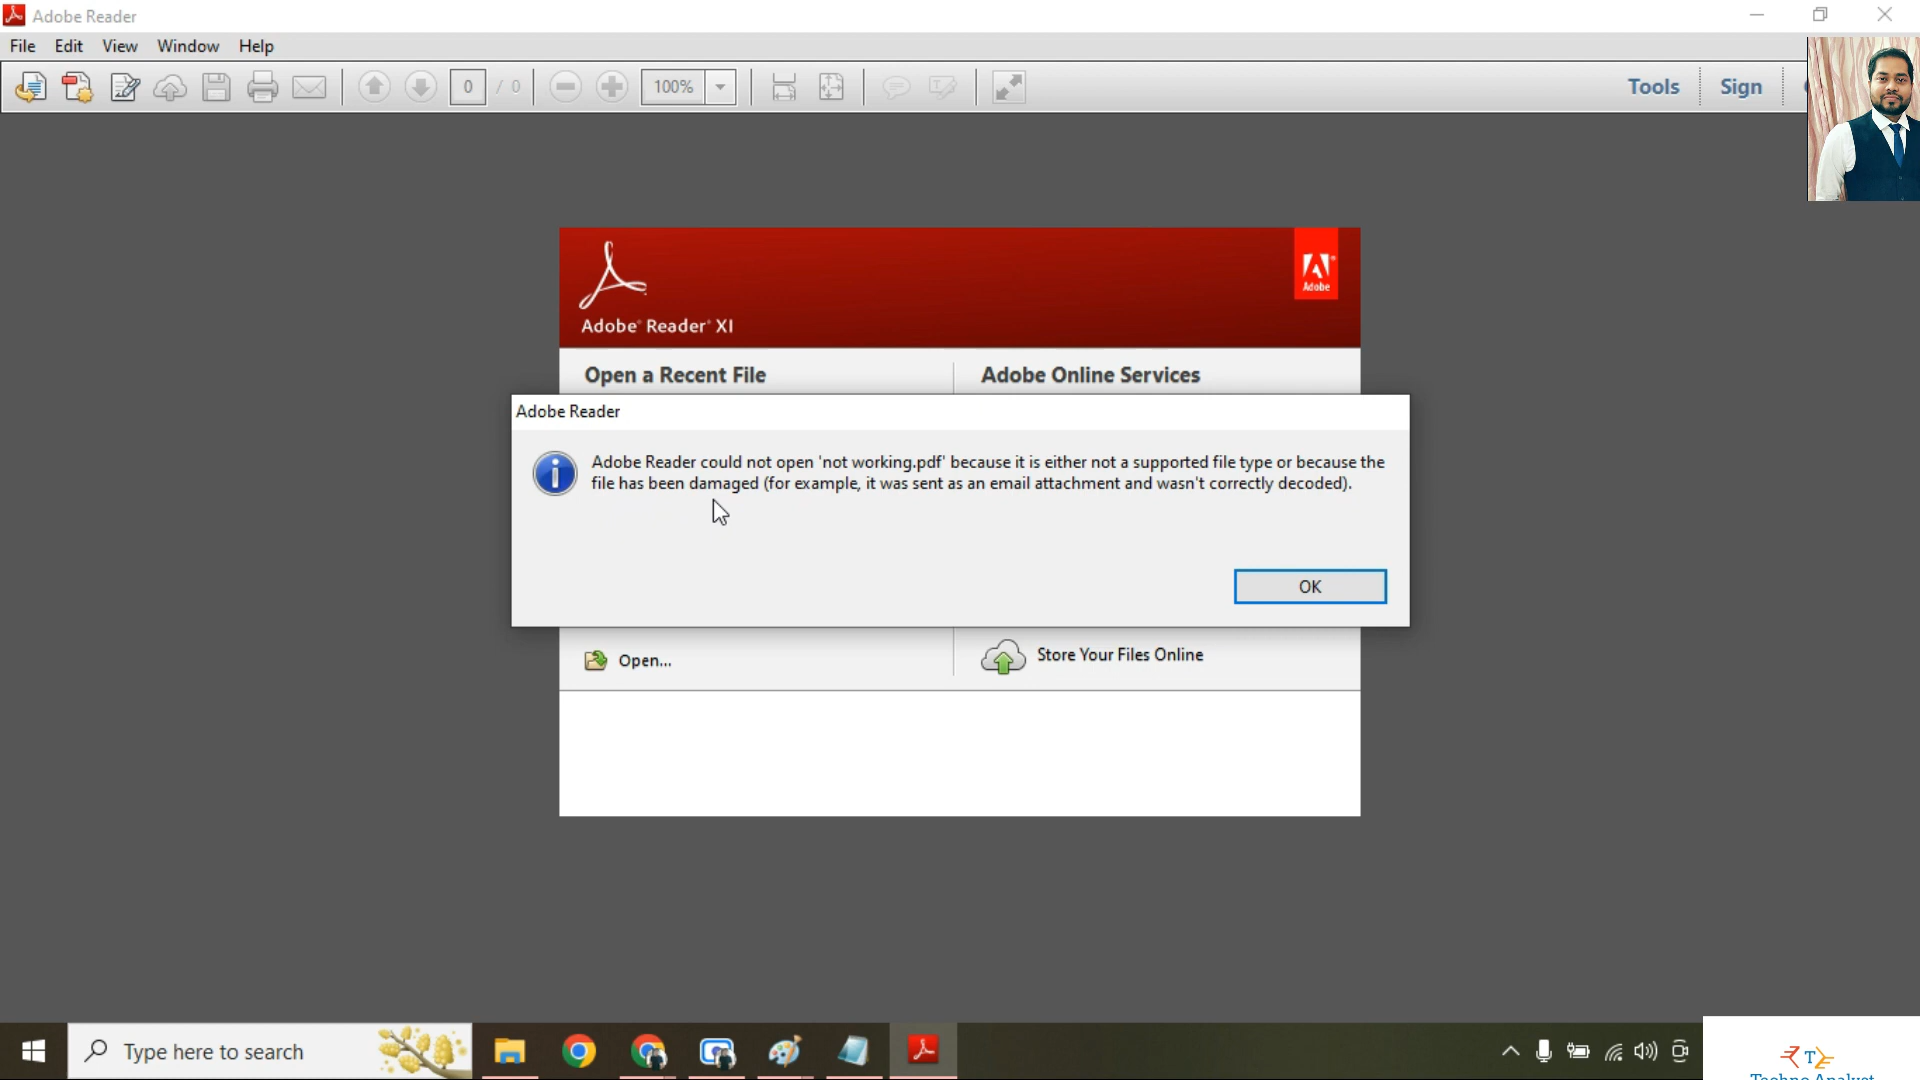 Adobe Reader
File Edit View Window Help
0 / 0 100% Tools Sign
Adobe
Adobe® Reader® XI
Open a Recent File Adobe Online Services
Adobe Reader
Adobe Reader could not open 'not working.pdf' because it is either not a supported file type or because the
file has been damaged (for example, it was sent as an email attachment and wasn't correctly decoded).
OK
Open... Store Your Files Online
Type here to search